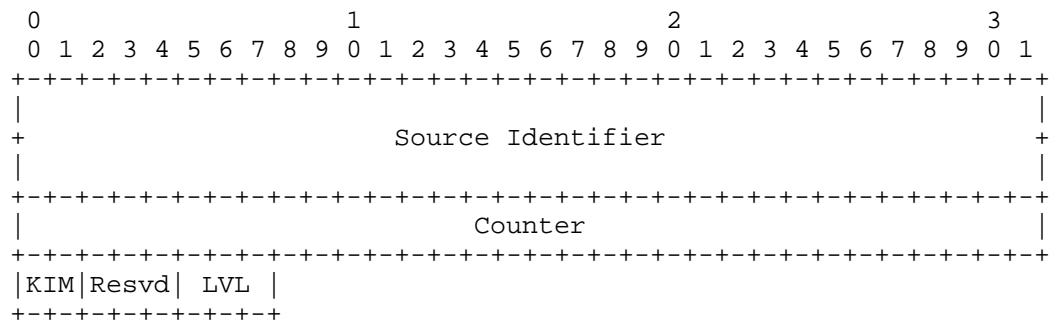 0                   1                   2                   3
 0 1 2 3 4 5 6 7 8 9 0 1 2 3 4 5 6 7 8 9 0 1 2 3 4 5 6 7 8 9 0 1
+-+-+-+-+-+-+-+-+-+-+-+-+-+-+-+-+-+-+-+-+-+-+-+-+-+-+-+-+-+-+-+-+
|                                                               |
+                       Source Identifier                       +
|                                                               |
+-+-+-+-+-+-+-+-+-+-+-+-+-+-+-+-+-+-+-+-+-+-+-+-+-+-+-+-+-+-+-+-+
|                            Counter                            |
+-+-+-+-+-+-+-+-+-+-+-+-+-+-+-+-+-+-+-+-+-+-+-+-+-+-+-+-+-+-+-+-+
|KIM|Resvd| LVL |
+-+-+-+-+-+-+-+-+